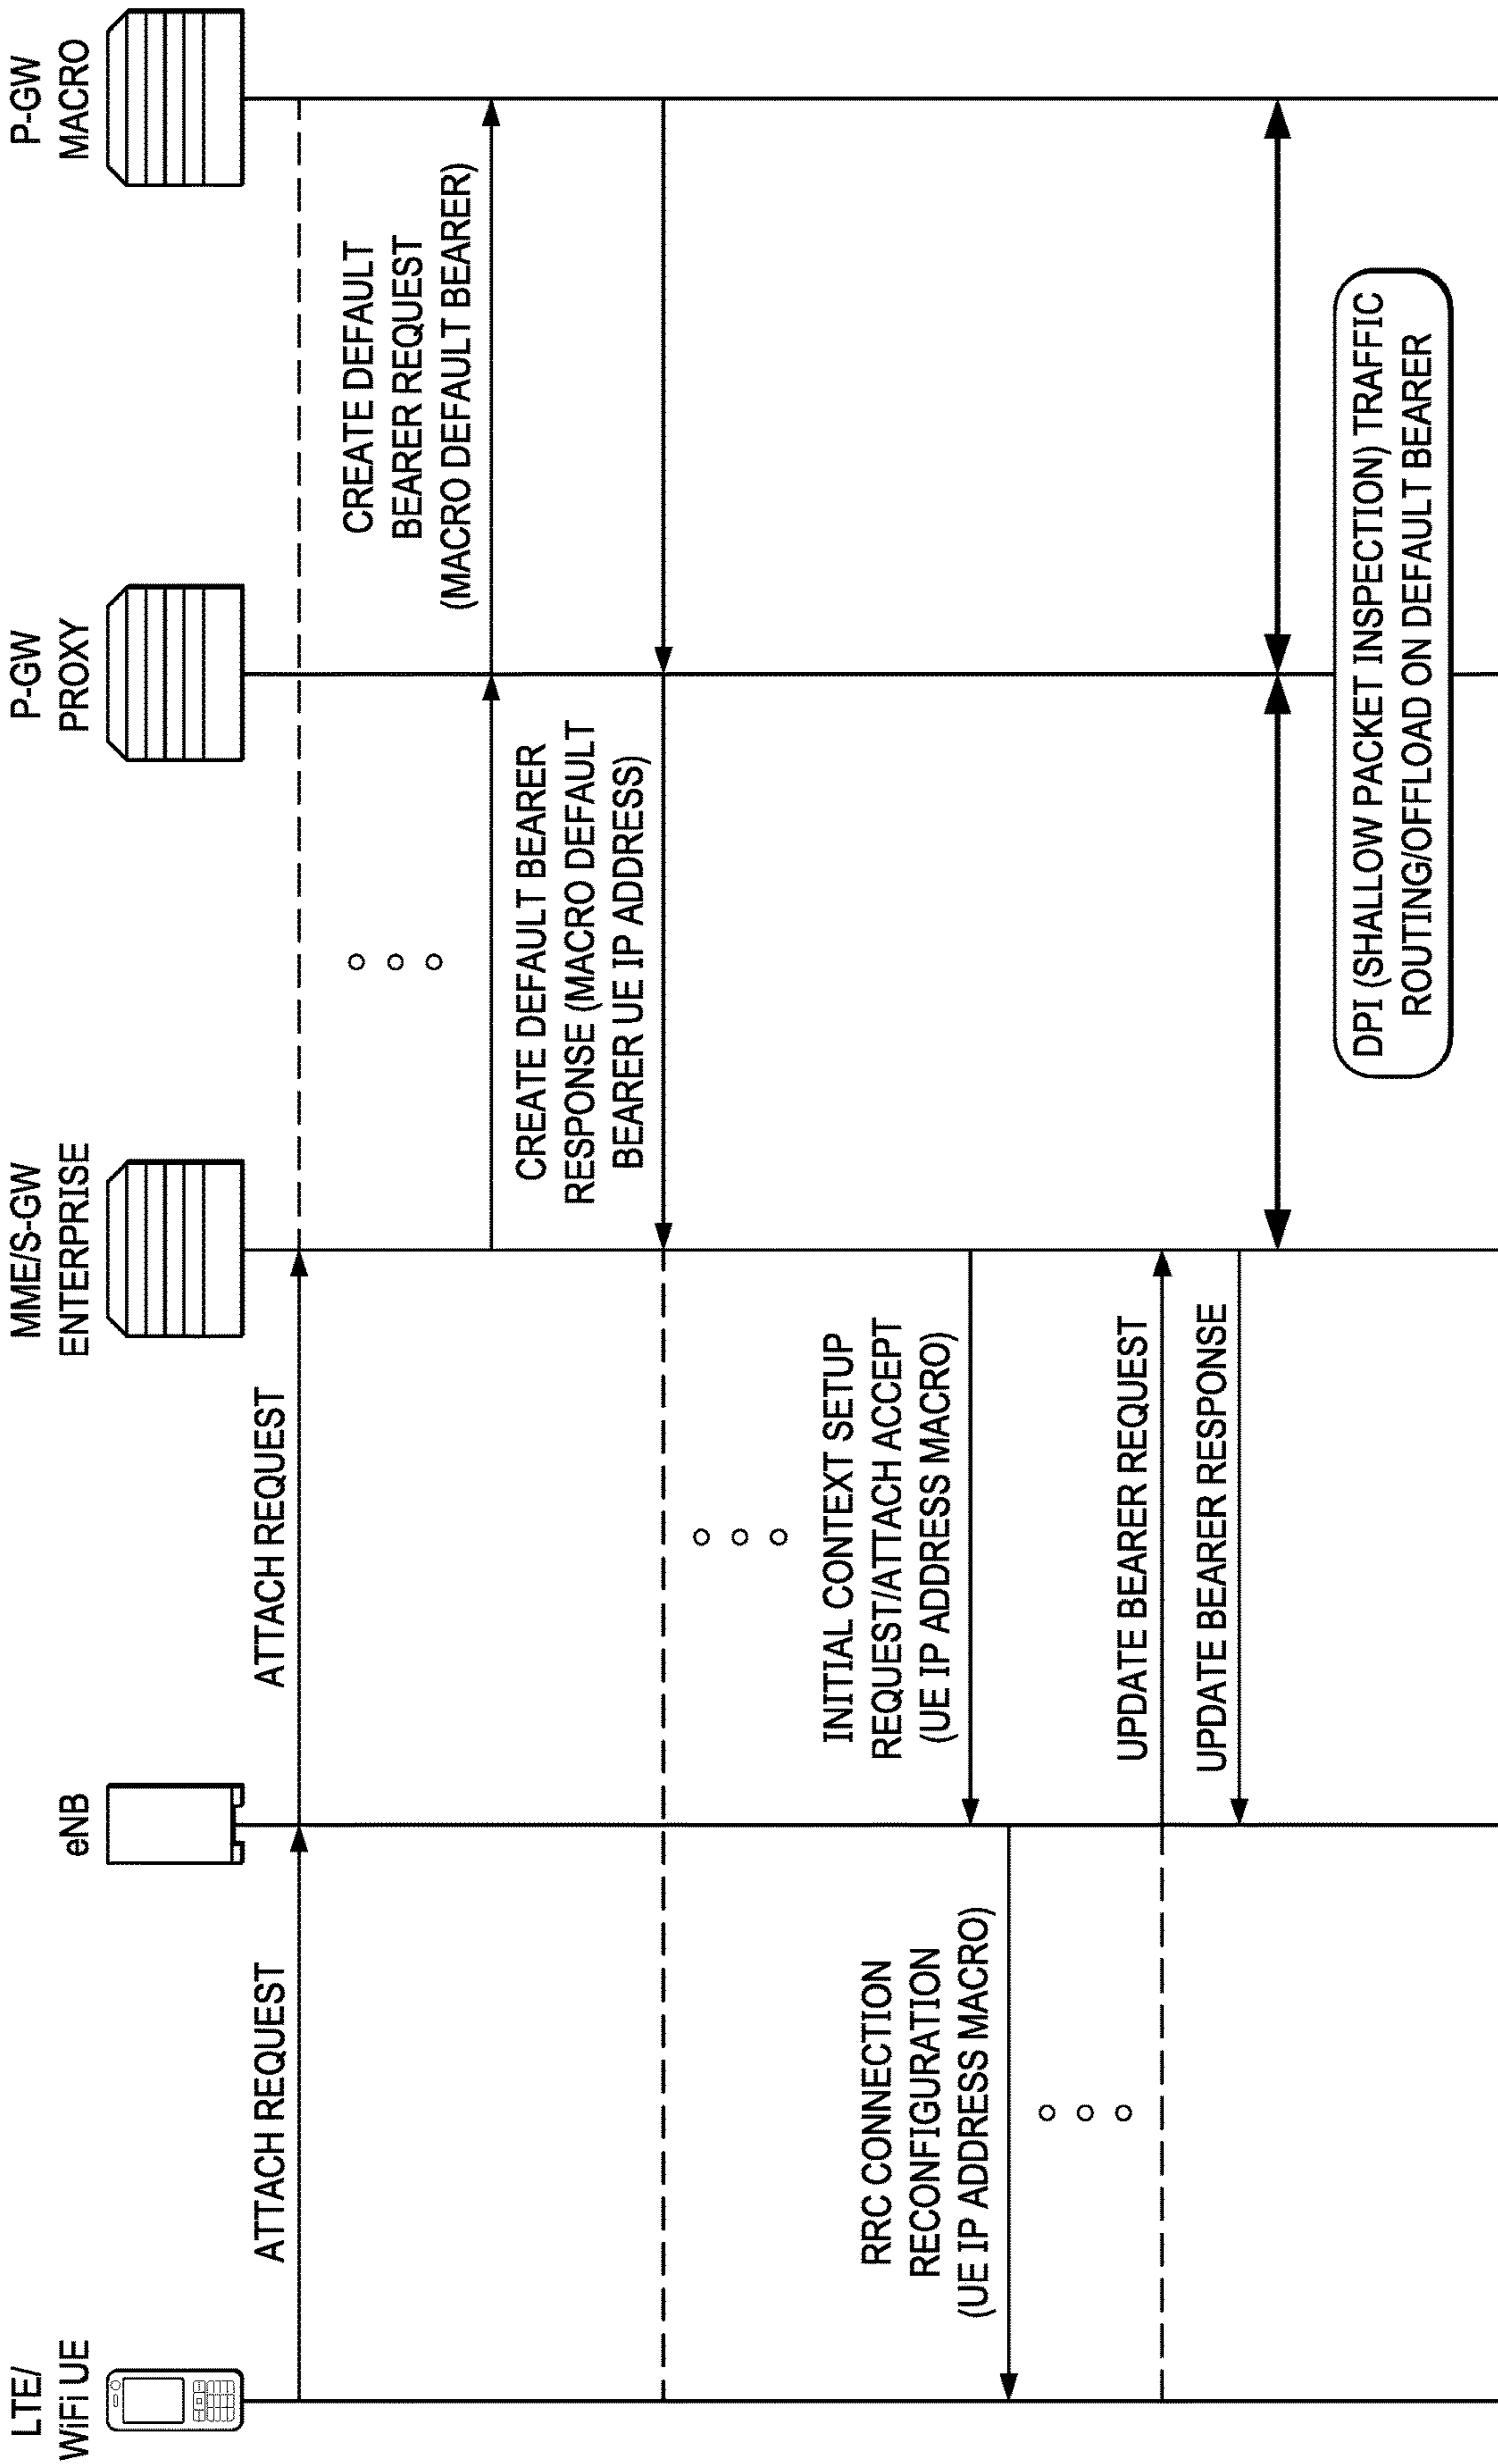 LTE/
WiFi UE
eNB
MME/S-GW
ENTERPRISE
P-GW
PROXY
P-GW
MACRO
ATTACH REQUEST
ATTACH REQUEST
CREATE DEFAULT
BEARER REQUEST
(MACRO DEFAULT BEARER)
CREATE DEFAULT BEARER
RESPONSE (MACRO DEFAULT
BEARER UE IP ADDRESS)
INITIAL CONTEXT SETUP
REQUEST/ATTACH ACCEPT
(UE IP ADDRESS MACRO)
RRC CONNECTION
RECONFIGURATION
(UE IP ADDRESS MACRO)
UPDATE BEARER REQUEST
UPDATE BEARER RESPONSE
DPI (SHALLOW PACKET INSPECTION) TRAFFIC
ROUTING/OFFLOAD ON DEFAULT BEARER